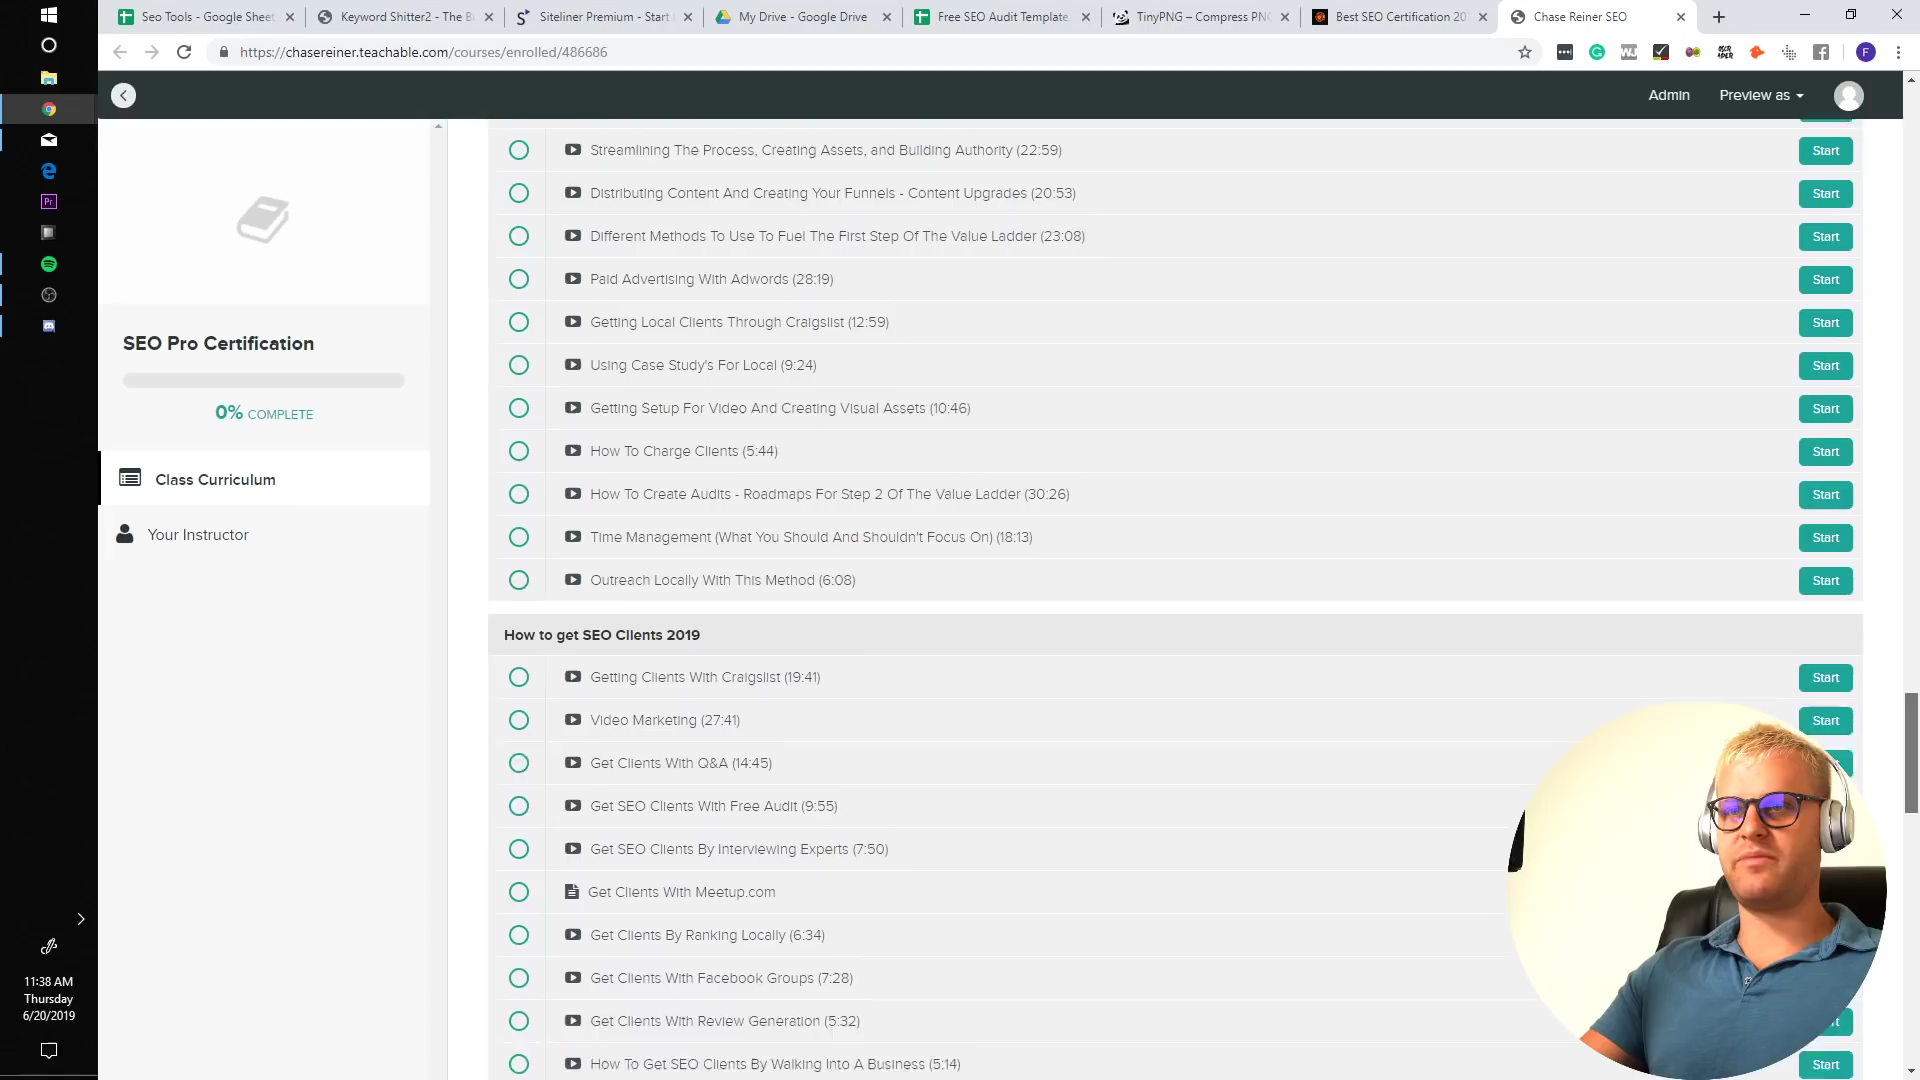 Seo Tools - Google Sheet
Keyword Shitter2 - The B
Siteliner Premium - Start
My Drive - Google Drive
Free SEO Audit Template
TinyPNG – Compress PNG
Best SEO Certification 20
Chase Reiner SEO
https://chasereiner.teachable.com/courses/enrolled/486686
F
Admin
Preview as
SEO Pro Certification
0% COMPLETE
Class Curriculum
Your Instructor
Streamlining The Process, Creating Assets, and Building Authority (22:59)
Start
Distributing Content And Creating Your Funnels - Content Upgrades (20:53)
Start
Different Methods To Use To Fuel The First Step Of The Value Ladder (23:08)
Start
Paid Advertising With Adwords (28:19)
Start
Getting Local Clients Through Craigslist (12:59)
Start
Using Case Study's For Local (9:24)
Start
Getting Setup For Video And Creating Visual Assets (10:46)
Start
How To Charge Clients (5:44)
Start
How To Create Audits - Roadmaps For Step 2 Of The Value Ladder (30:26)
Start
Time Management (What You Should And Shouldn't Focus On) (18:13)
Start
Outreach Locally With This Method (6:08)
Start
How to get SEO Clients 2019
Getting Clients With Craigslist (19:41)
Start
Video Marketing (27:41)
Start
Get Clients With Q&A (14:45)
Get SEO Clients With Free Audit (9:55)
Get SEO Clients By Interviewing Experts (7:50)
Get Clients With Meetup.com
Get Clients By Ranking Locally (6:34)
Get Clients With Facebook Groups (7:28)
Get Clients With Review Generation (5:32)
How To Get SEO Clients By Walking Into A Business (5:14)
Start
Pr
11:38 AM
Thursday
6/20/2019